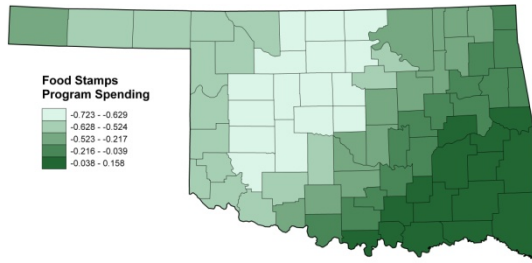 Food Stamps
Program Spending
-0.723 - -0.629
-0.628 - -0.524
-0.523 - -0.217
-0.216 - -0.039
-0.038 - 0.158